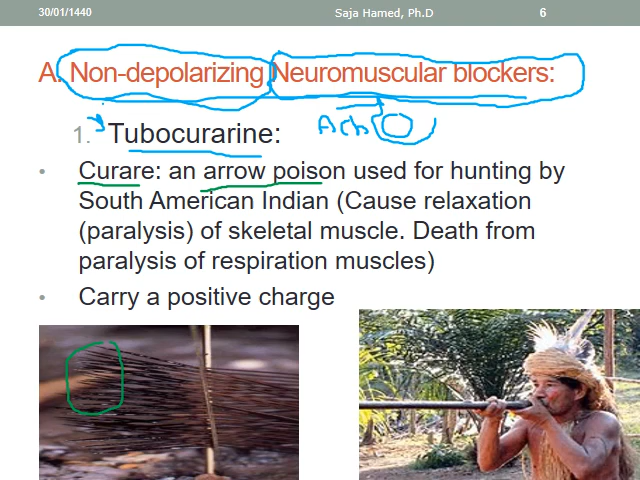 30/01/1440 Saja Hamed, Ph.D 6
A. Non-depolarizing Neuromuscular blockers:
Ach
1. Tubocurarine:
• Curare: an arrow poison used for hunting by
South American Indian (Cause relaxation
(paralysis) of skeletal muscle. Death from
paralysis of respiration muscles)
• Carry a positive charge